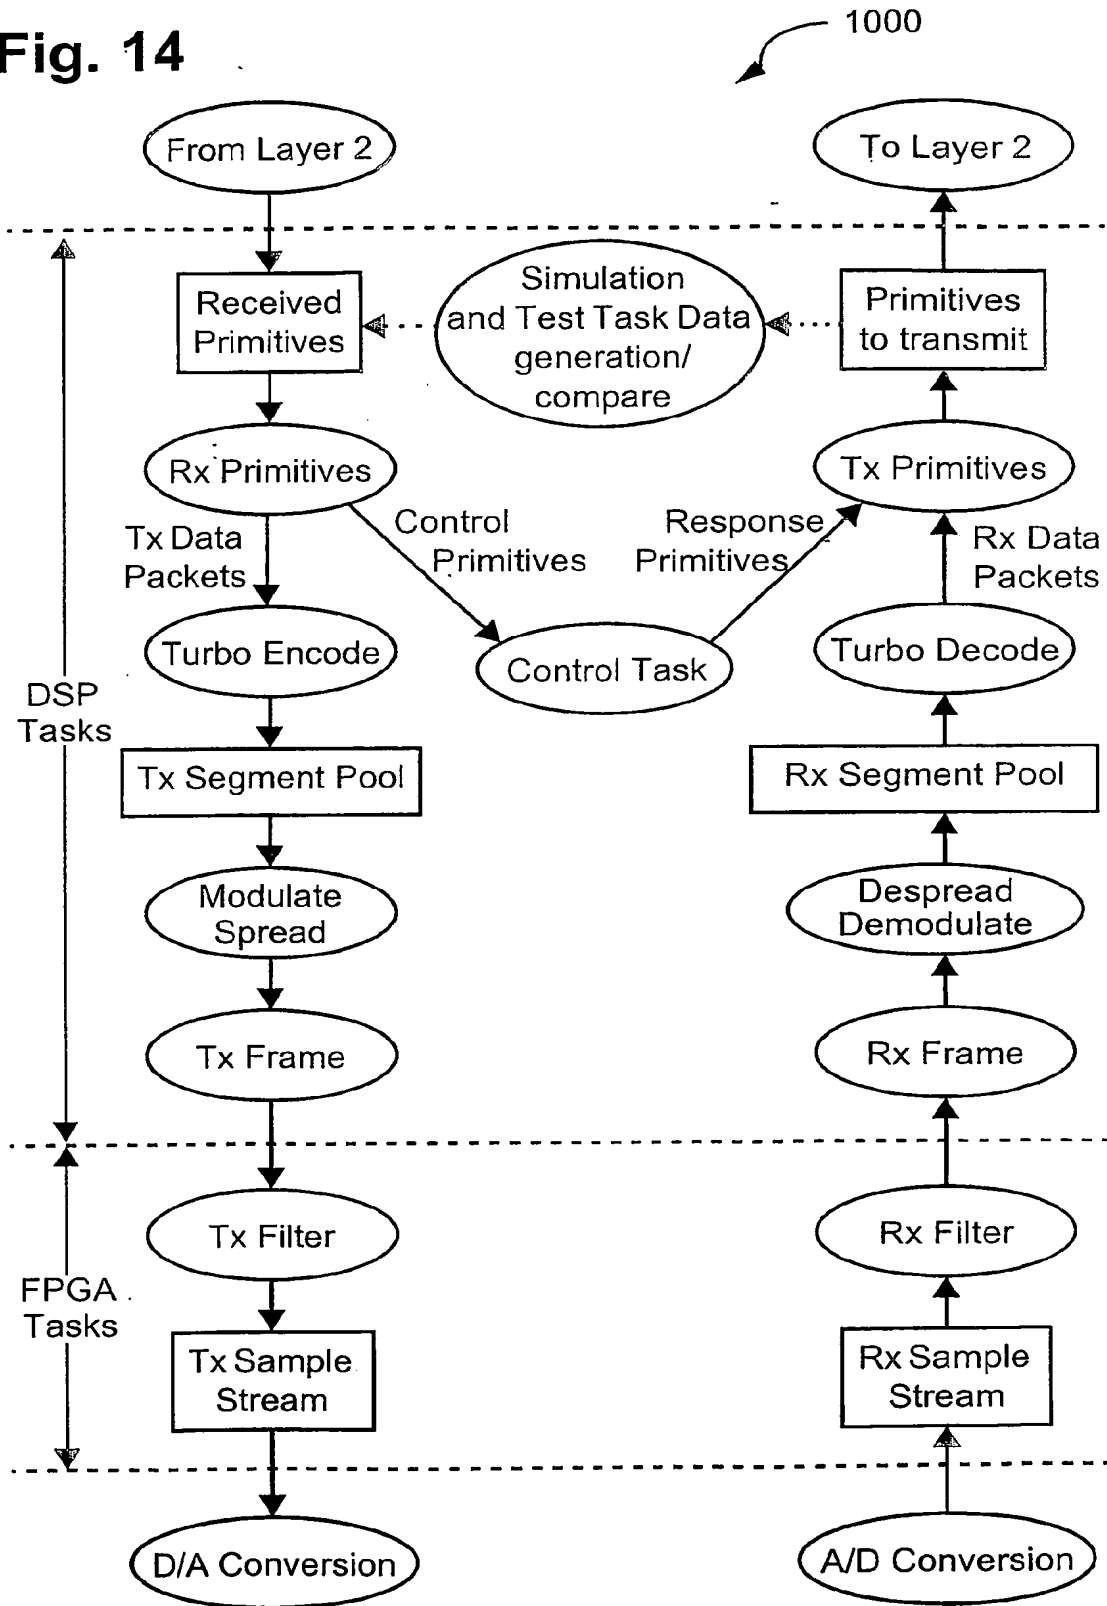 Fig. 14
1000
From Layer 2
To Layer 2
Received
Primitives
Simulation
and Test Task Data
generation/
compare
Primitives
to transmit
Rx Primitives
Tx Primitives
Tx Data
Packets
Control
Primitives
Response
Primitives
Rx Data
Packets
Turbo Encode
Control Task
Turbo Decode
DSP
Tasks
Tx Segment Pool
Rx Segment Pool
Modulate
Spread
Despread
Demodulate
Tx Frame
Rx Frame
Tx Filter
Rx Filter
FPGA
Tasks
Tx Sample
Stream
Rx Sample
Stream
D/A Conversion
A/D Conversion